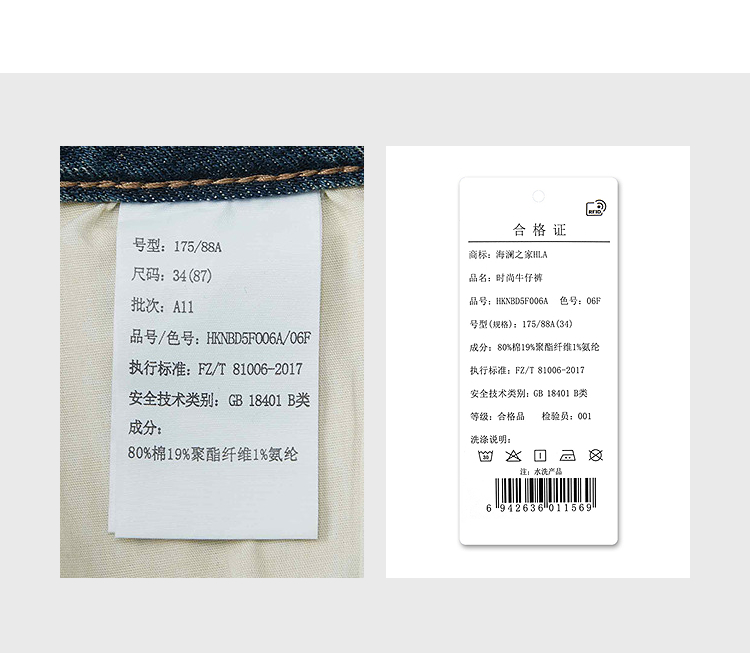 号型: 175/88A
尺码: 34(87)
批次: A11
品号/色号: HKNBD5F006A/06F
执行标准: FZ/T 81006-2017
安全技术类别: GB 18401 B类
成分:
80%棉19%聚酯纤维1%氨纶
RFID
合格证
商标: 海澜之家HLA
品名: 时尚牛仔裤
品号: HKNBD5F006A 色号: 06F
号型(规格): 175/88A(34)
成分: 80%棉19%聚酯纤维1%氨纶
执行标准: FZ/T 81006-2017
安全技术类别: GB 18401 B类
等级: 合格品 检验员: 001
洗涤说明:
30
注: 水洗产品
6 942636 011569